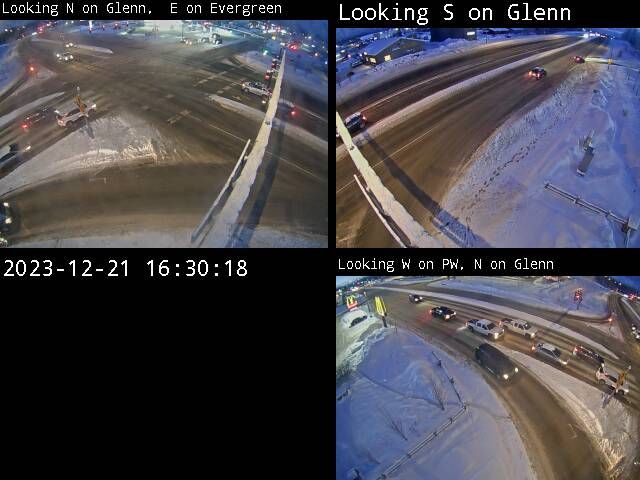 Looking N on Glenn,  E on Evergreen
Looking S on Glenn
2023-12-21 16:30:18
Looking W on PW, N on Glenn